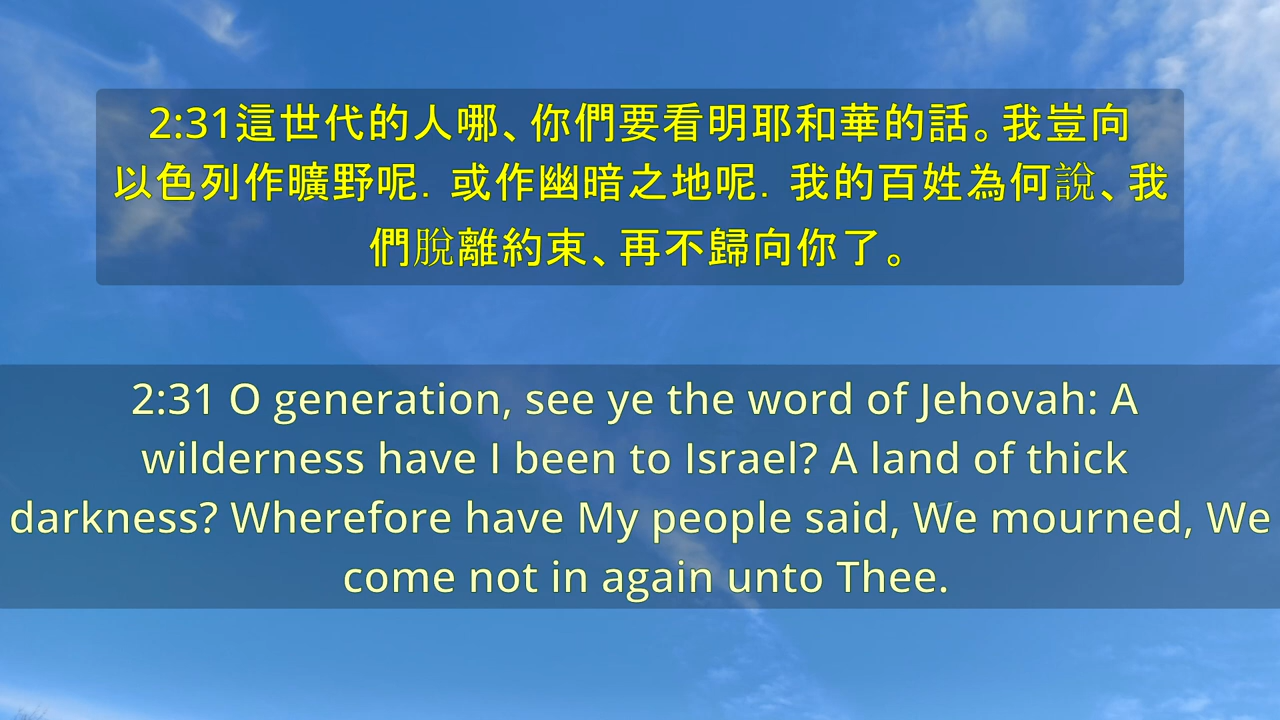 2:31這世代的人哪、你們要看明耶和華的話。我豈向
以色列作曠野呢．或作幽暗之地呢．我的百姓為何說、我
們脫離約束、再不歸向你了。
2:31 O generation, see ye the word of Jehovah: A
wilderness have I been to Israel? A land of thick
darkness? Wherefore have My people said, We mourned, We
come not in again unto Thee.